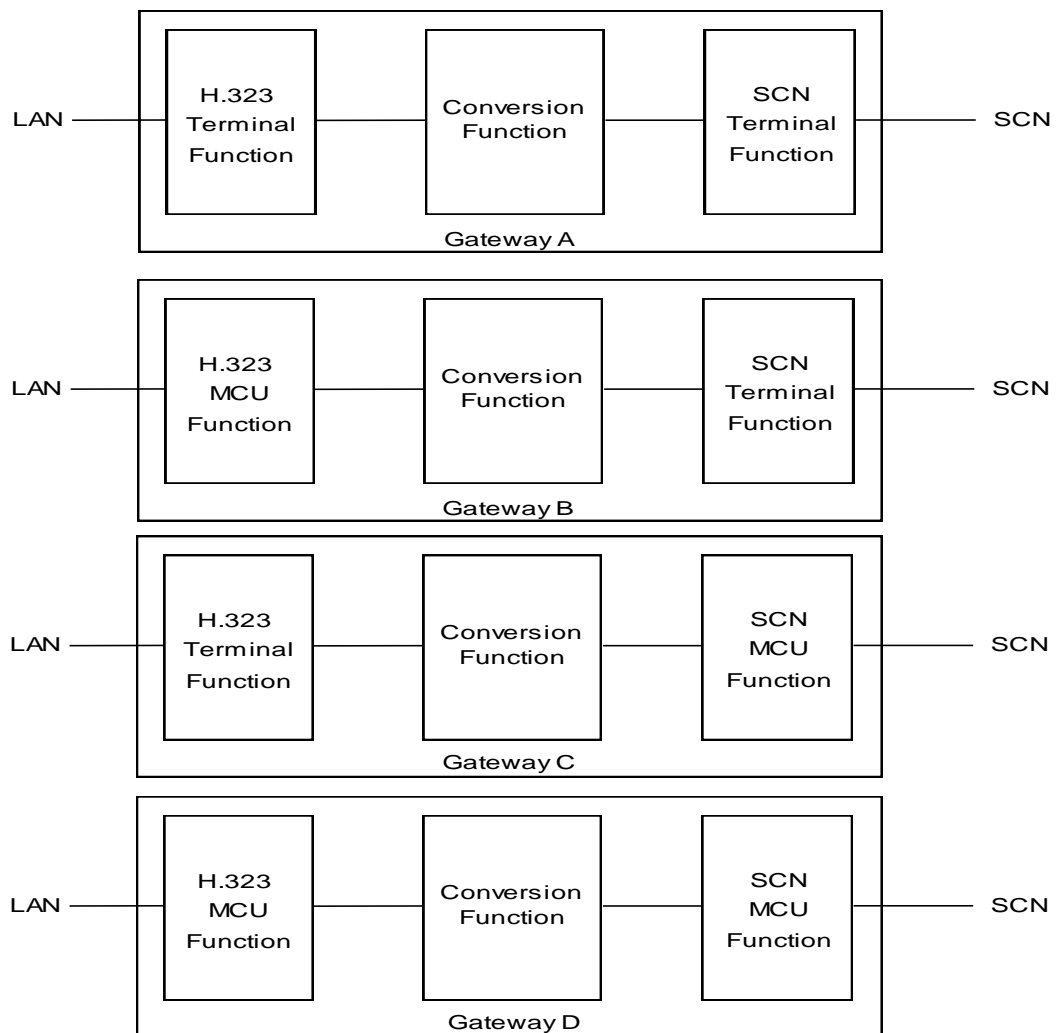 LAN
H.323
Terminal
Function
Conversion
Function
SCN
Terminal
Function
SCN
Gateway A
LAN
H.323
MCU
Function
Conversion
Function
SCN
Terminal
Function
SCN
Gateway B
LAN
H.323
Terminal
Function
Conversion
Function
SCN
MCU
Function
SCN
Gateway C
LAN
H.323
MCU
Function
Conversion
Function
SCN
MCU
Function
SCN
Gateway D